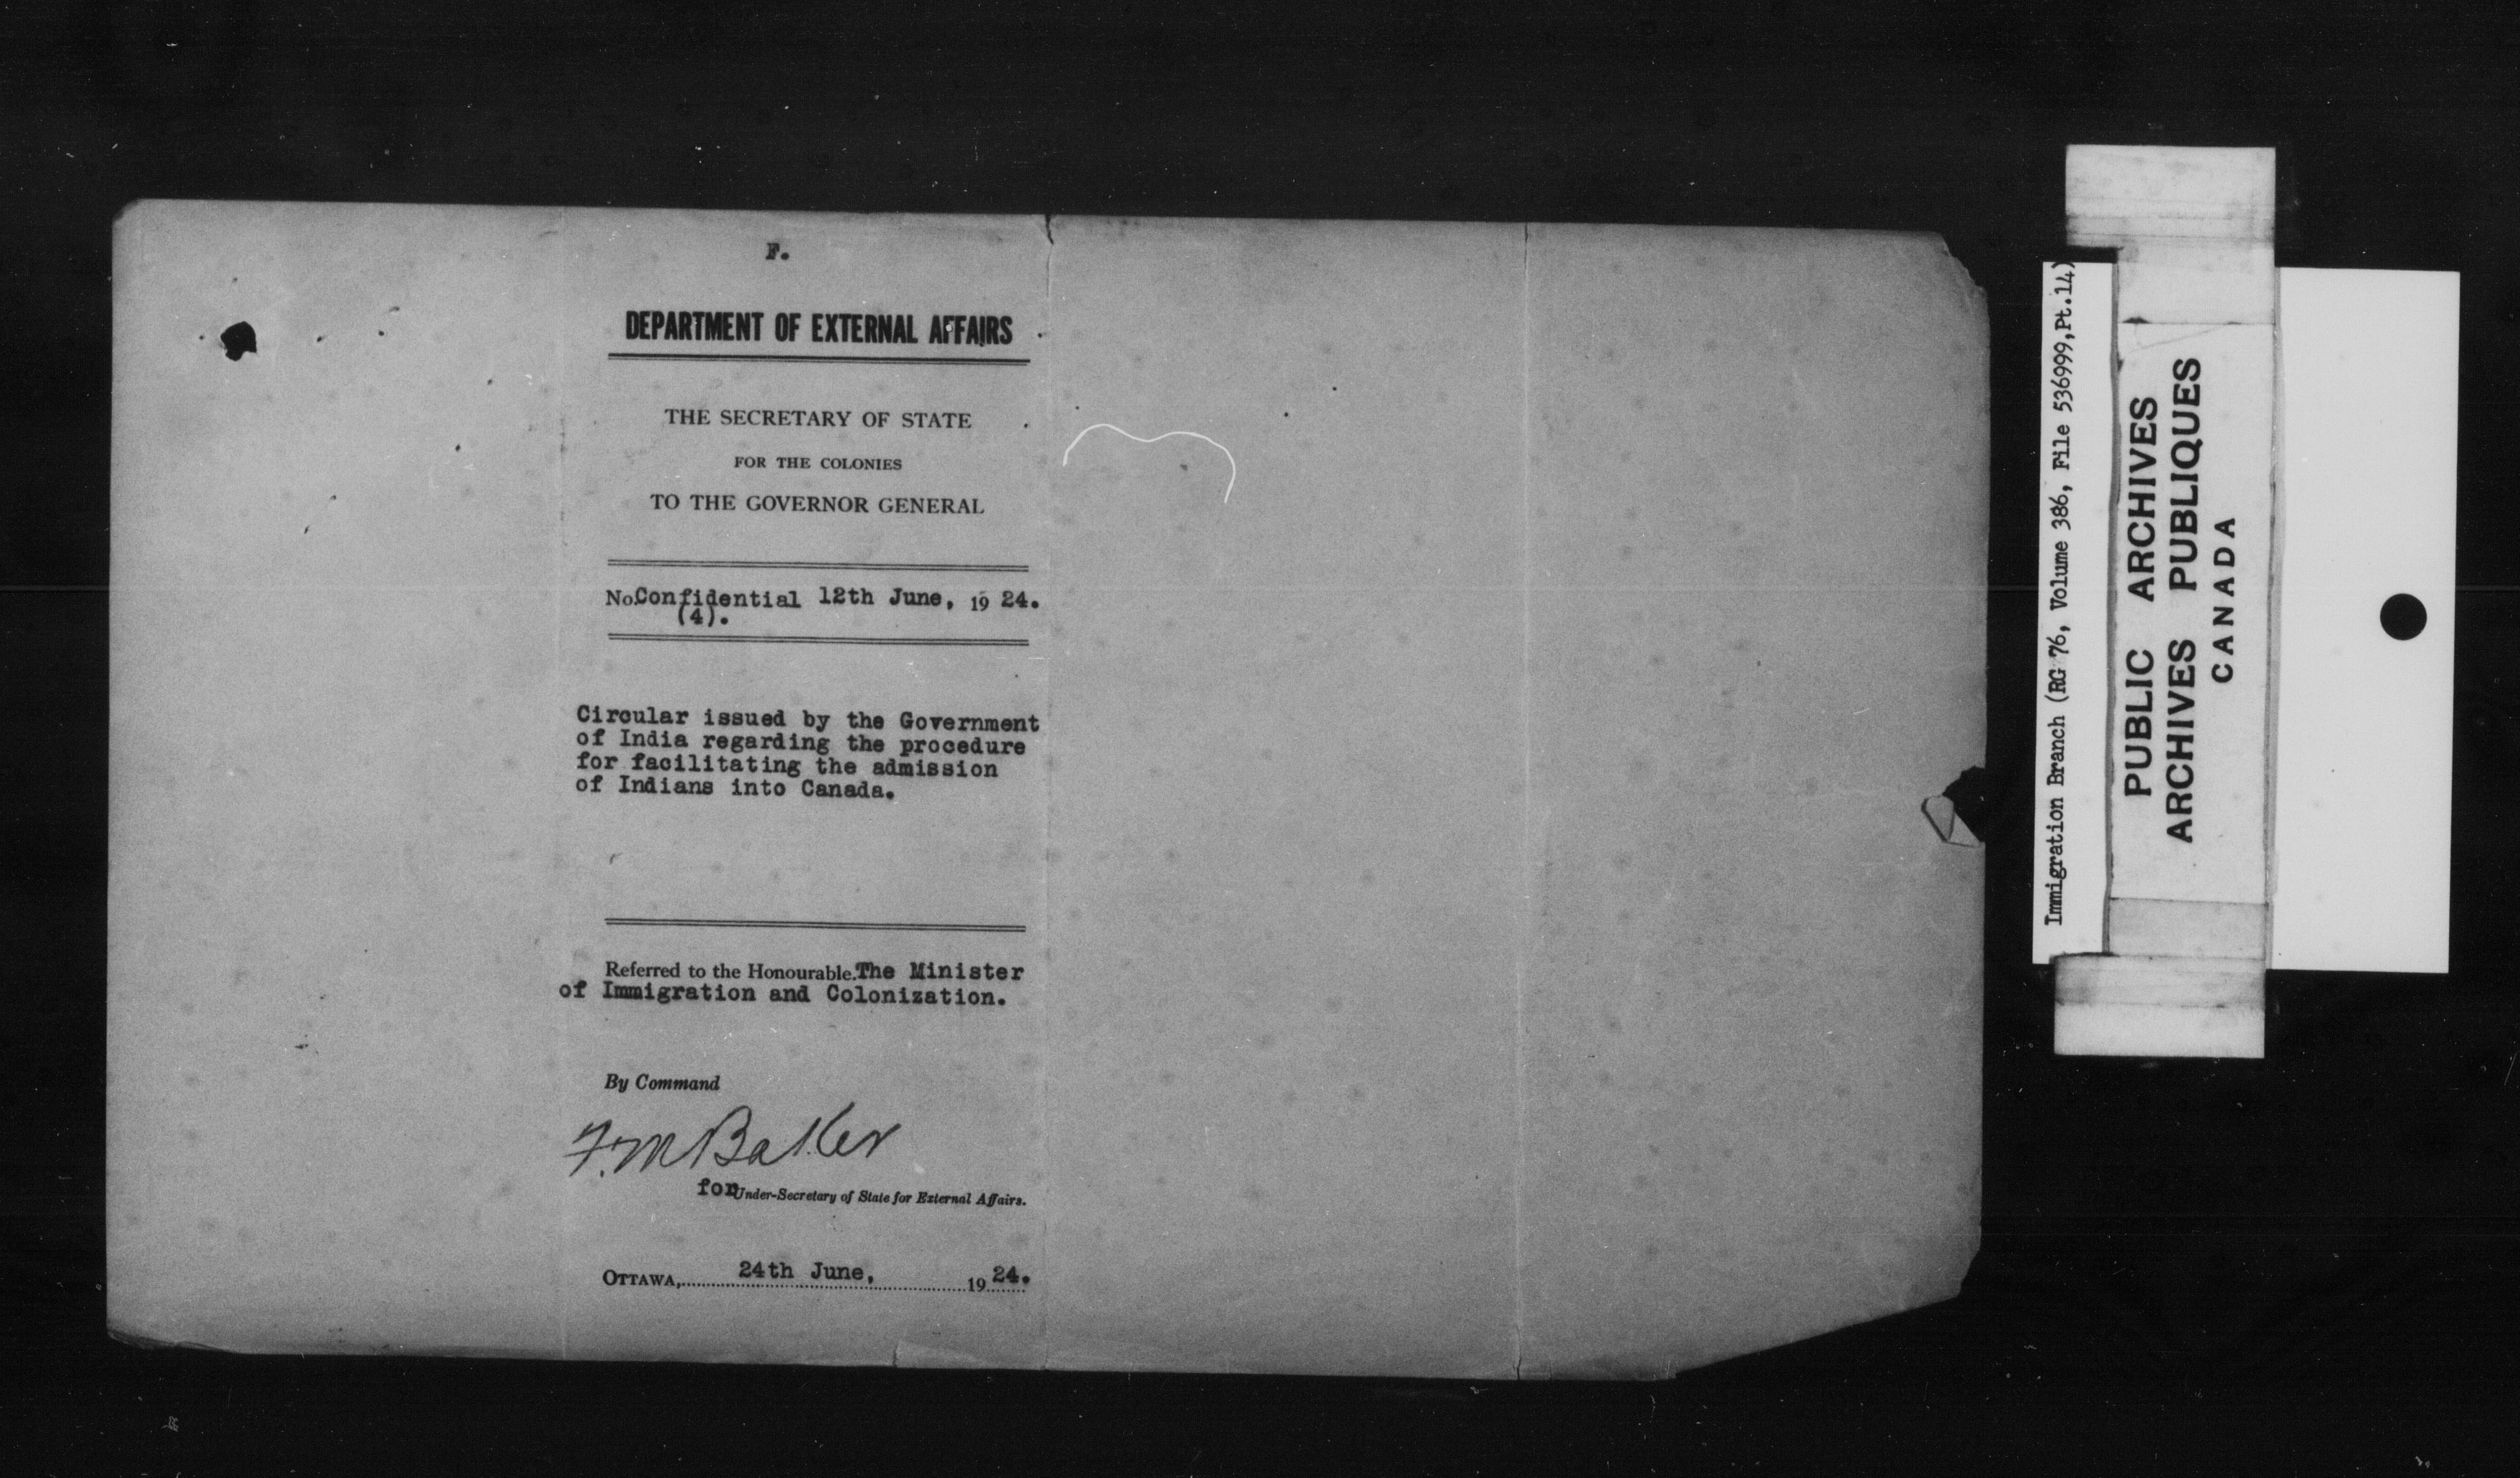 F.
DEPARTMENT OF EXTERNAL AFFAIRS
THE SECRETARY OF STATE
FOR THE COLONIES
TO THE GOVERNOR GENERAL
No. Confidential 12th June, 1924.
(4).
Circular issued by the Government
of India regarding the procedure
for facilitating the admission
of Indians into Canada.
Referred to the Honourable The Minister
of Immigration and Colonization.
By Command
F. M Baker
for Under-Secretary of State for External Affairs.
OTTAWA, 24th June, 1924.
Immigration Branch (RG 76, Volume 386, File 536999,Pt.14)
PUBLIC ARCHIVES
ARCHIVES PUBLIQUES
CANADA